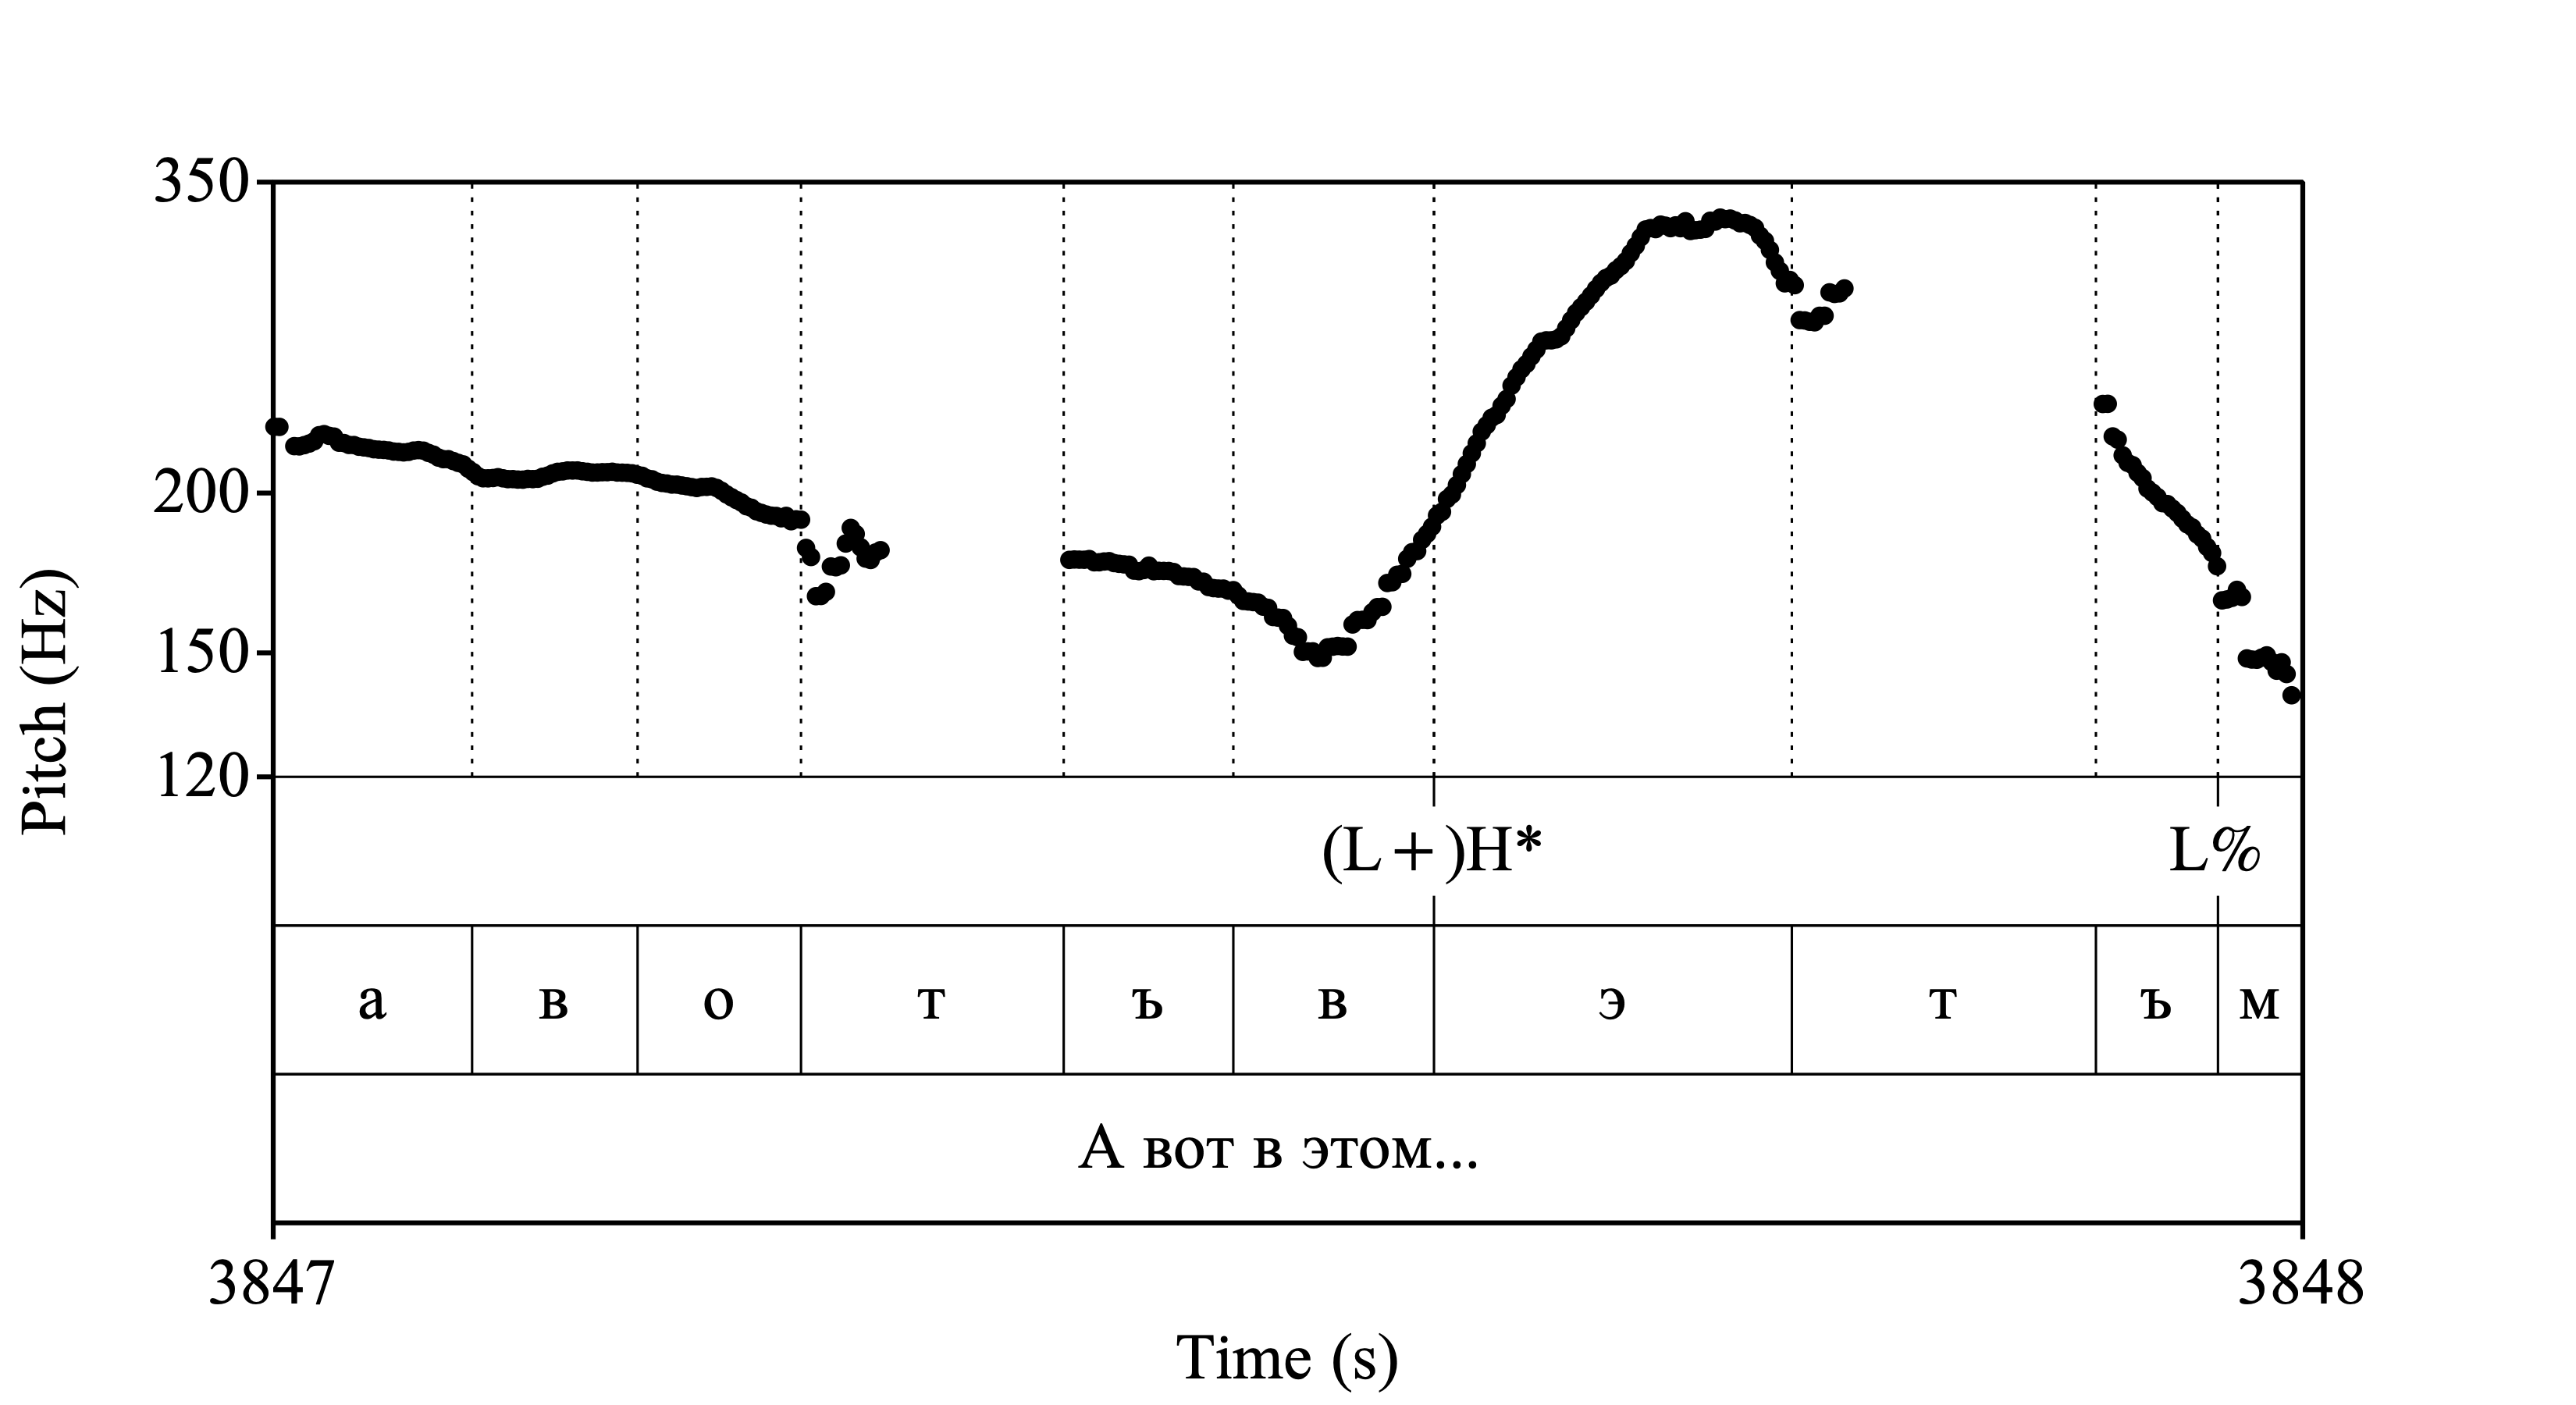 350
200
150
120
Pitch (Hz)
(L+)H* L%
а в о т ъ в э т ъ м
А вот в этом...
3847 3848
Time (s)